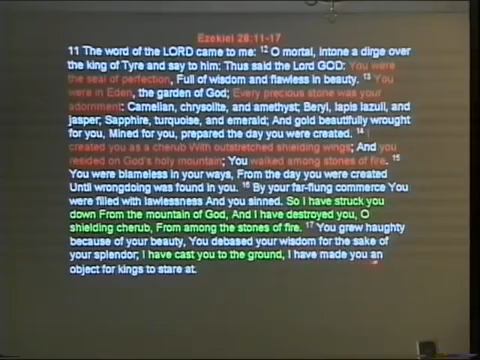 Ezekiel 28:11-17
11 The word of the LORD came to me: 12 O mortal, intone a dirge over
the king of Tyre and say to him: Thus said the Lord GOD: You were
the seal of perfection, Full of wisdom and flawless in beauty. 13 You
were in Eden, the garden of God; Every precious stone was your
adornment: Carnelian, chrysolite, and amethyst; Beryl, lapis lazuli, and
jasper; Sapphire, turquoise, and emerald; And gold beautifully wrought
for you, Mined for you, prepared the day you were created. 14 I
created you as a cherub With outstretched shielding wings; And you
resided on God's holy mountain; You walked among stones of fire. 15
You were blameless in your ways, From the day you were created
Until wrongdoing was found in you. 16 By your far-flung commerce You
were filled with lawlessness And you sinned. So I have struck you
down From the mountain of God, And I have destroyed you, O
shielding cherub, From among the stones of fire. 17 You grew haughty
because of your beauty, You debased your wisdom for the sake of
your splendor; I have cast you to the ground, I have made you an
object for kings to stare at.